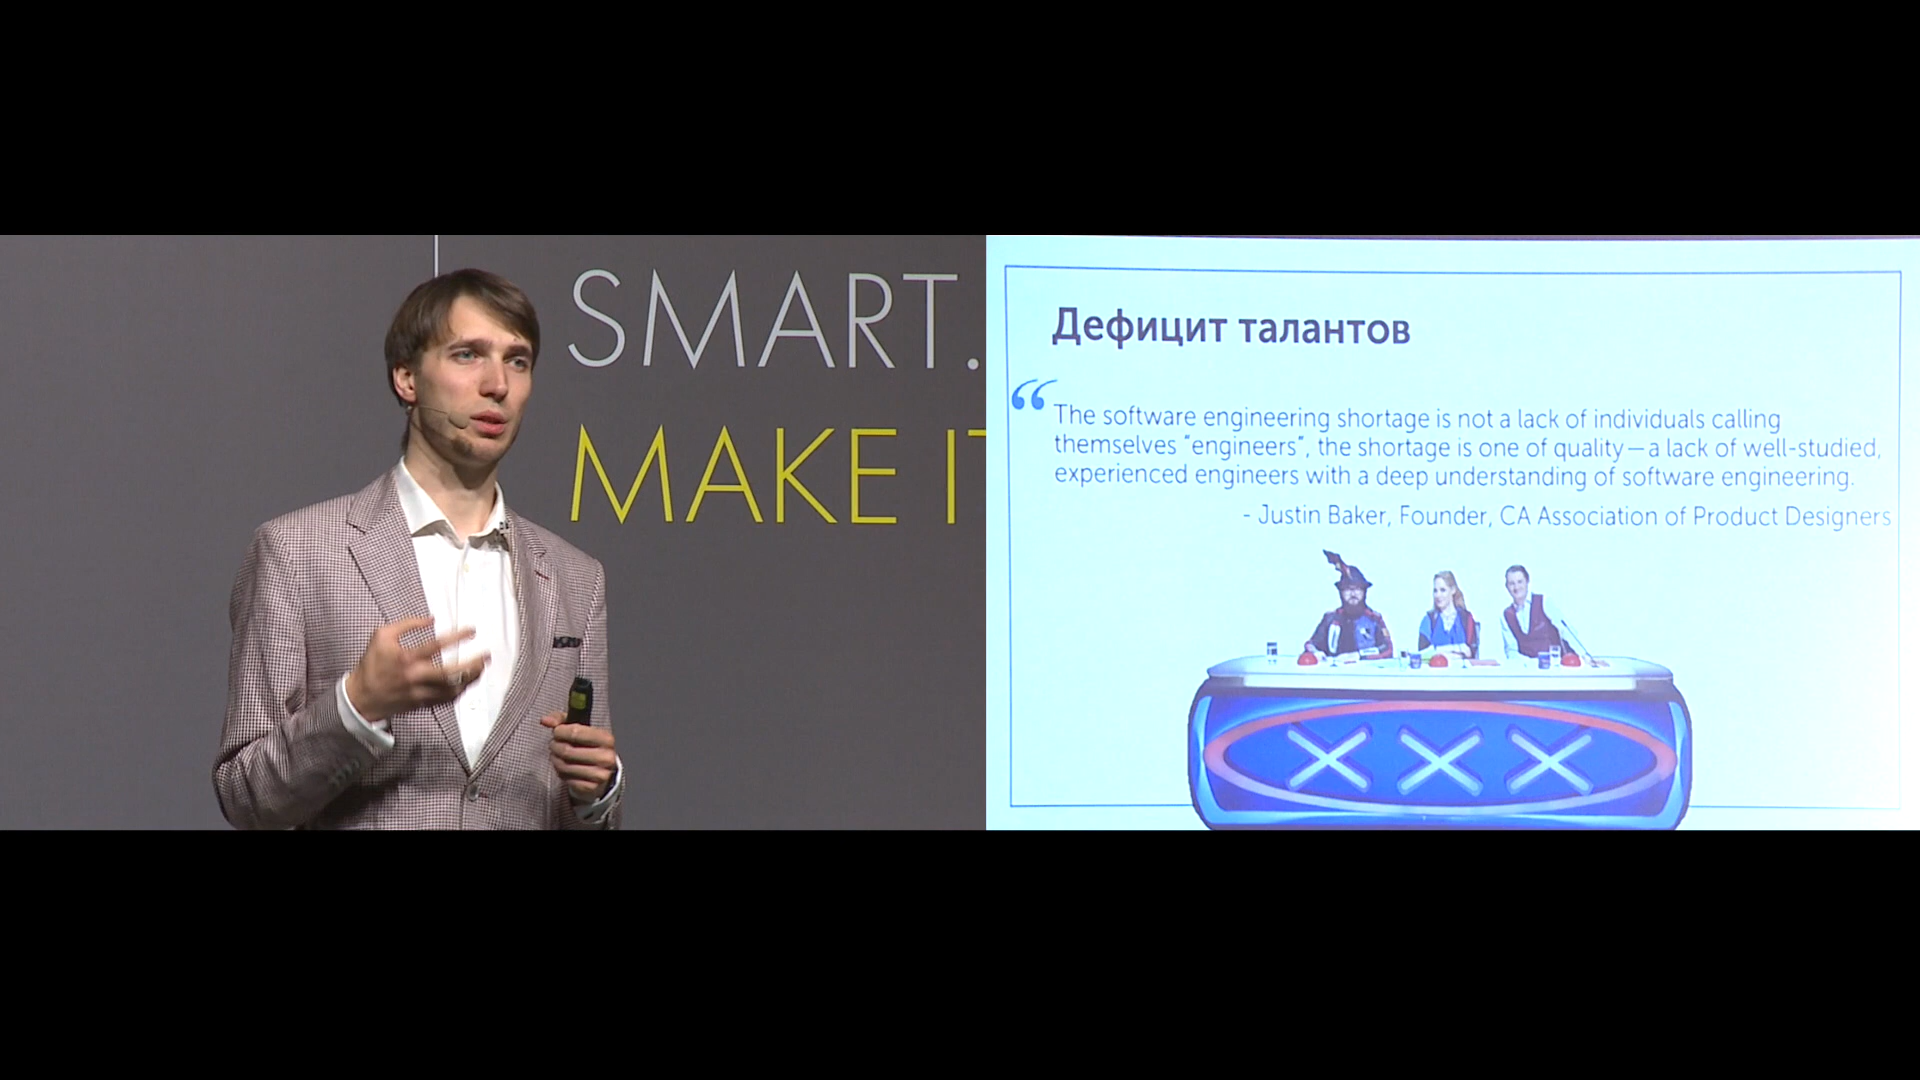 SMART.
MAKE IT
Дефицит талантов
“
The software engineering shortage is not a lack of individuals calling
themselves “engineers”, the shortage is one of quality—a lack of well-studied,
experienced engineers with a deep understanding of software engineering.
- Justin Baker, Founder, CA Association of Product Designers
XXX